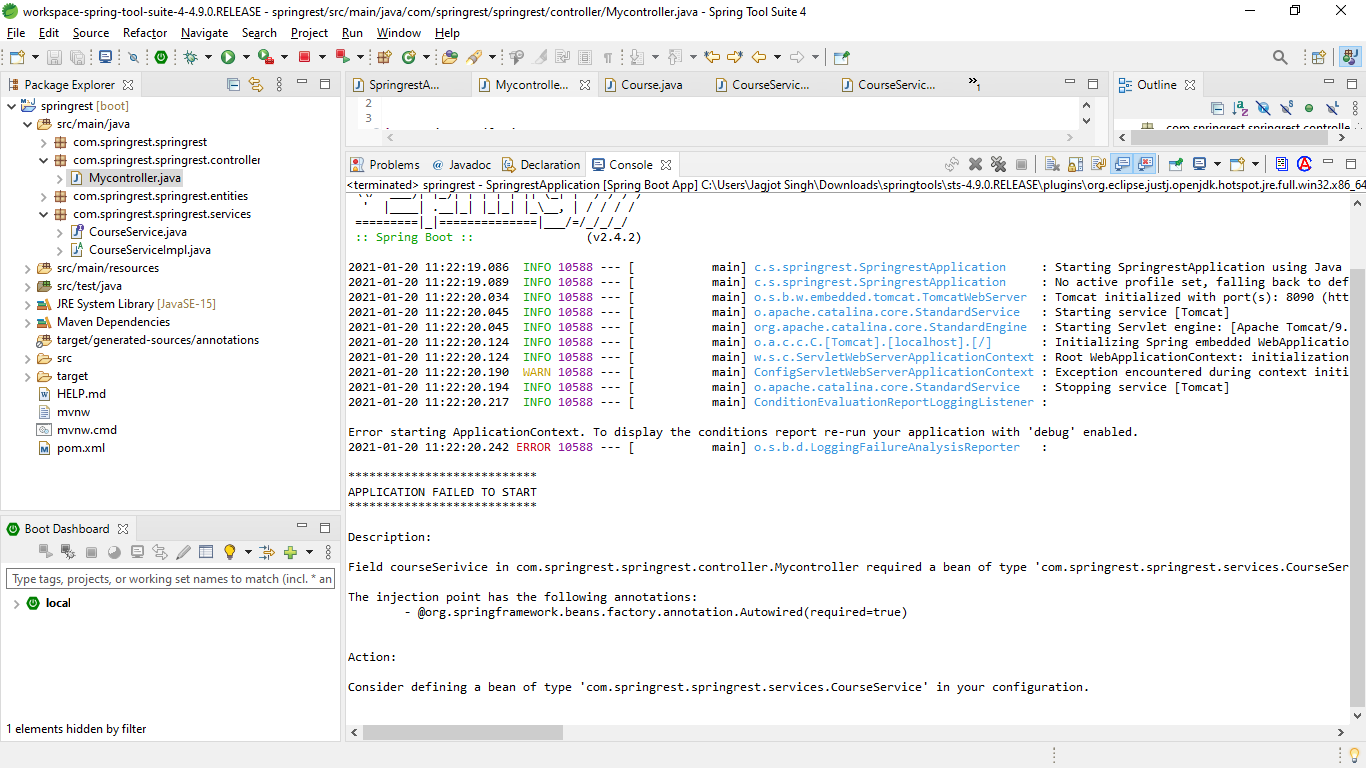 workspace-spring-tool-suite-4-4.9.0.RELEASE - springrest/src/main/java/com/springrest/springrest/controller/Mycontroller.java - Spring Tool Suite 4
File Edit Source Refactor Navigate Search Project Run Window Help
Package Explorer
springrest [boot]
src/main/java
com.springrest.springrest
com.springrest.springrest.controller
Mycontroller.java
com.springrest.springrest.entities
com.springrest.springrest.services
CourseService.java
CourseServiceImpl.java
src/main/resources
src/test/java
JRE System Library [JavaSE-15]
Maven Dependencies
target/generated-sources/annotations
src
target
HELP.md
mvnw
mvnw.cmd
pom.xml
Boot Dashboard
Type tags, projects, or working set names to match (incl. * an
local
1 elements hidden by filter
SpringrestA... Mycontrolle... Course.java CourseServic... CourseServic... »1
2
3
Outline
com.springrest.springrest.controlle
Problems @ Javadoc Declaration Console
<terminated> springrest - SpringrestApplication [Spring Boot App] C:\Users\Jagjot Singh\Downloads\springtools\sts-4.9.0.RELEASE\plugins\org.eclipse.justj.openjdk.hotspot.jre.full.win32.x86_64
'  |____| .__|_| |_|_| |_\__, | / / / /
=========|_|==============|___/=/_/_/_/
:: Spring Boot :: (v2.4.2)
2021-01-20 11:22:19.086 INFO 10588 --- [ main] c.s.springrest.SpringrestApplication : Starting SpringrestApplication using Java
2021-01-20 11:22:19.089 INFO 10588 --- [ main] c.s.springrest.SpringrestApplication : No active profile set, falling back to def
2021-01-20 11:22:20.034 INFO 10588 --- [ main] o.s.b.w.embedded.tomcat.TomcatWebServer : Tomcat initialized with port(s): 8090 (htt
2021-01-20 11:22:20.045 INFO 10588 --- [ main] o.apache.catalina.core.StandardService : Starting service [Tomcat]
2021-01-20 11:22:20.045 INFO 10588 --- [ main] org.apache.catalina.core.StandardEngine : Starting Servlet engine: [Apache Tomcat/9.
2021-01-20 11:22:20.124 INFO 10588 --- [ main] o.a.c.c.C.[Tomcat].[localhost].[/] : Initializing Spring embedded WebApplicatio
2021-01-20 11:22:20.124 INFO 10588 --- [ main] w.s.c.ServletWebServerApplicationContext : Root WebApplicationContext: initialization
2021-01-20 11:22:20.190 WARN 10588 --- [ main] ConfigServletWebServerApplicationContext : Exception encountered during context initi
2021-01-20 11:22:20.194 INFO 10588 --- [ main] o.apache.catalina.core.StandardService : Stopping service [Tomcat]
2021-01-20 11:22:20.217 INFO 10588 --- [ main] ConditionEvaluationReportLoggingListener :
Error starting ApplicationContext. To display the conditions report re-run your application with 'debug' enabled.
2021-01-20 11:22:20.242 ERROR 10588 --- [ main] o.s.b.d.LoggingFailureAnalysisReporter :
***************************
APPLICATION FAILED TO START
***************************
Description:
Field courseSerivice in com.springrest.springrest.controller.Mycontroller required a bean of type 'com.springrest.springrest.services.CourseSer
The injection point has the following annotations:
- @org.springframework.beans.factory.annotation.Autowired(required=true)
Action:
Consider defining a bean of type 'com.springrest.springrest.services.CourseService' in your configuration.